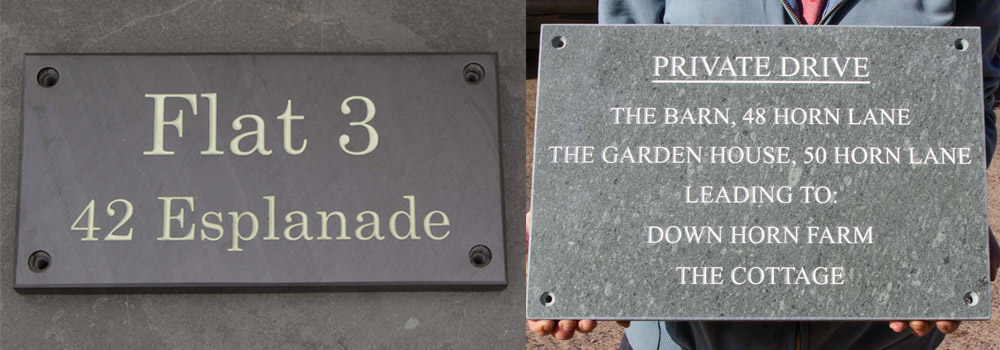 Flat 3
42 Esplanade
PRIVATE DRIVE
THE BARN, 48 HORN LANE
THE GARDEN HOUSE, 50 HORN LANE
LEADING TO:
DOWN HORN FARM
THE COTTAGE